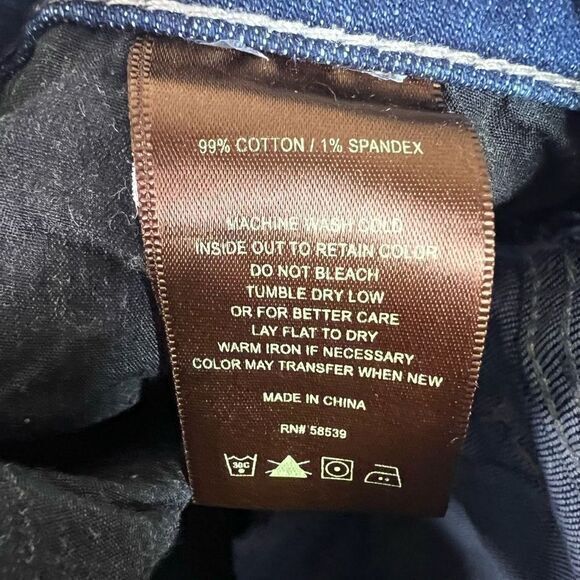 99% COTTON / 1% SPANDEX
MACHINE WASH COLD
INSIDE OUT TO RETAIN COLOR
DO NOT BLEACH
TUMBLE DRY LOW
OR FOR BETTER CARE
LAY FLAT TO DRY
WARM IRON IF NECESSARY
COLOR MAY TRANSFER WHEN NEW
MADE IN CHINA
RN# 58539
30C